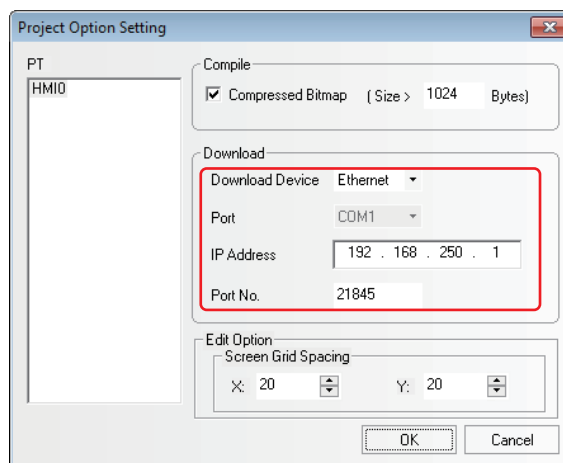 Project Option Setting
PT
HMI0
Compile
Compressed Bitmap ( Size > 1024 Bytes)
Download
Download Device Ethernet
Port COM1
IP Address 192 . 168 . 250 . 1
Port No. 21845
Edit Option
Screen Grid Spacing
X: 20 Y: 20
OK Cancel